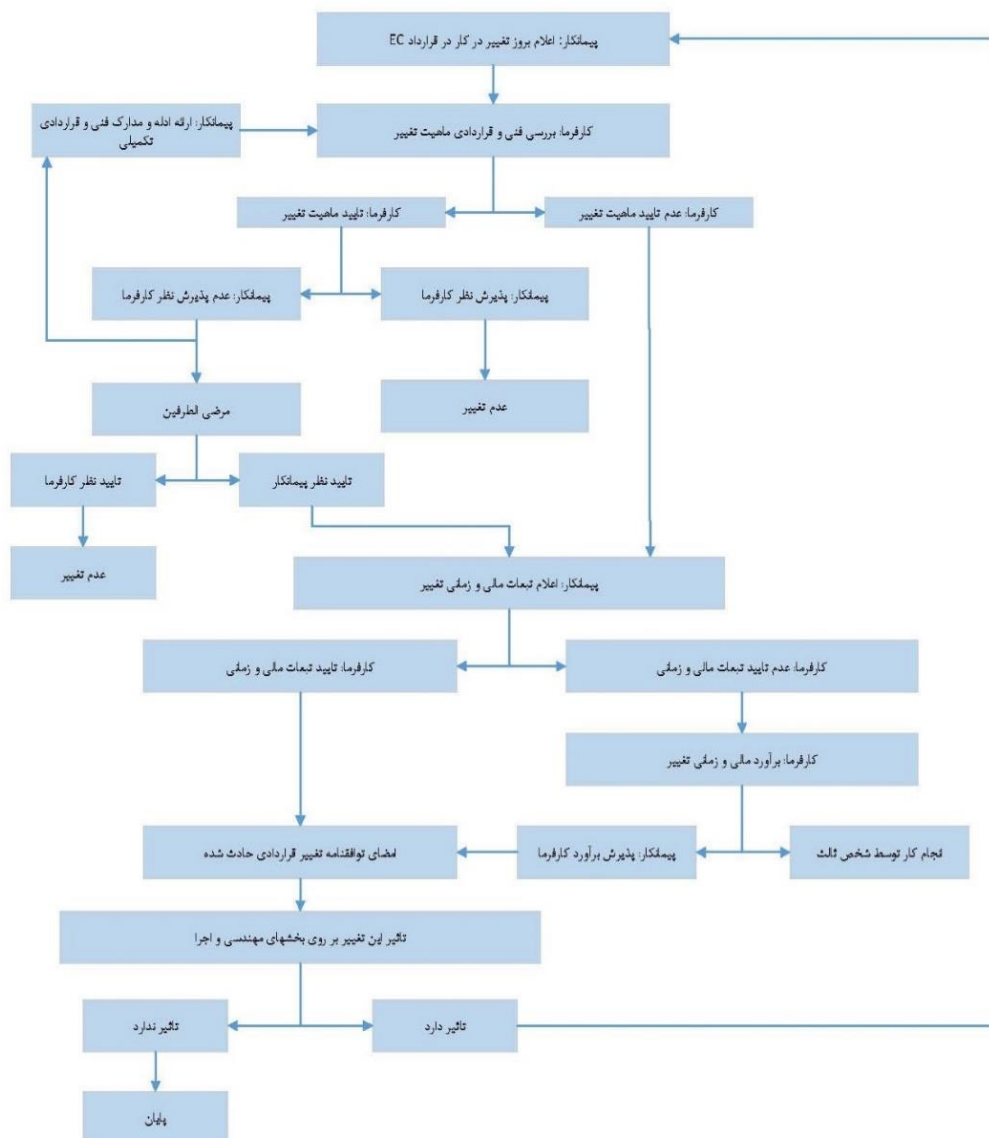 پیمانکار: اعلام بروز تغییر در کار در قرارداد EC
پیمانکار: ارائه ادله و مدارک فنی و قراردادی
تکمیلی
کارفرما: بررسی فنی و قراردادی ماهیت تغییر
کارفرما: تایید ماهیت تغییر
کارفرما: عدم تایید ماهیت تغییر
پیمانکار: عدم پذیرش نظر کارفرما
پیمانکار: پذیرش نظر کارفرما
عدم تغییر
مرضی الطرفین
تایید نظر کارفرما
تایید نظر پیمانکار
عدم تغییر
پیمانکار: اعلام تبعات مالی و زمانی تغییر
کارفرما: تایید تبعات مالی و زمانی
کارفرما: عدم تایید تبعات مالی و زمانی
کارفرما: برآورد مالی و زمانی تغییر
امضای توافقنامه تغییر قراردادی حادث شده
پیمانکار: پذیرش برآورد کارفرما
انجام کار توسط شخص ثالث
تاثیر این تغییر بر روی بخشهای مهندسی و اجرا
تاثیر ندارد
تاثیر دارد
پایان